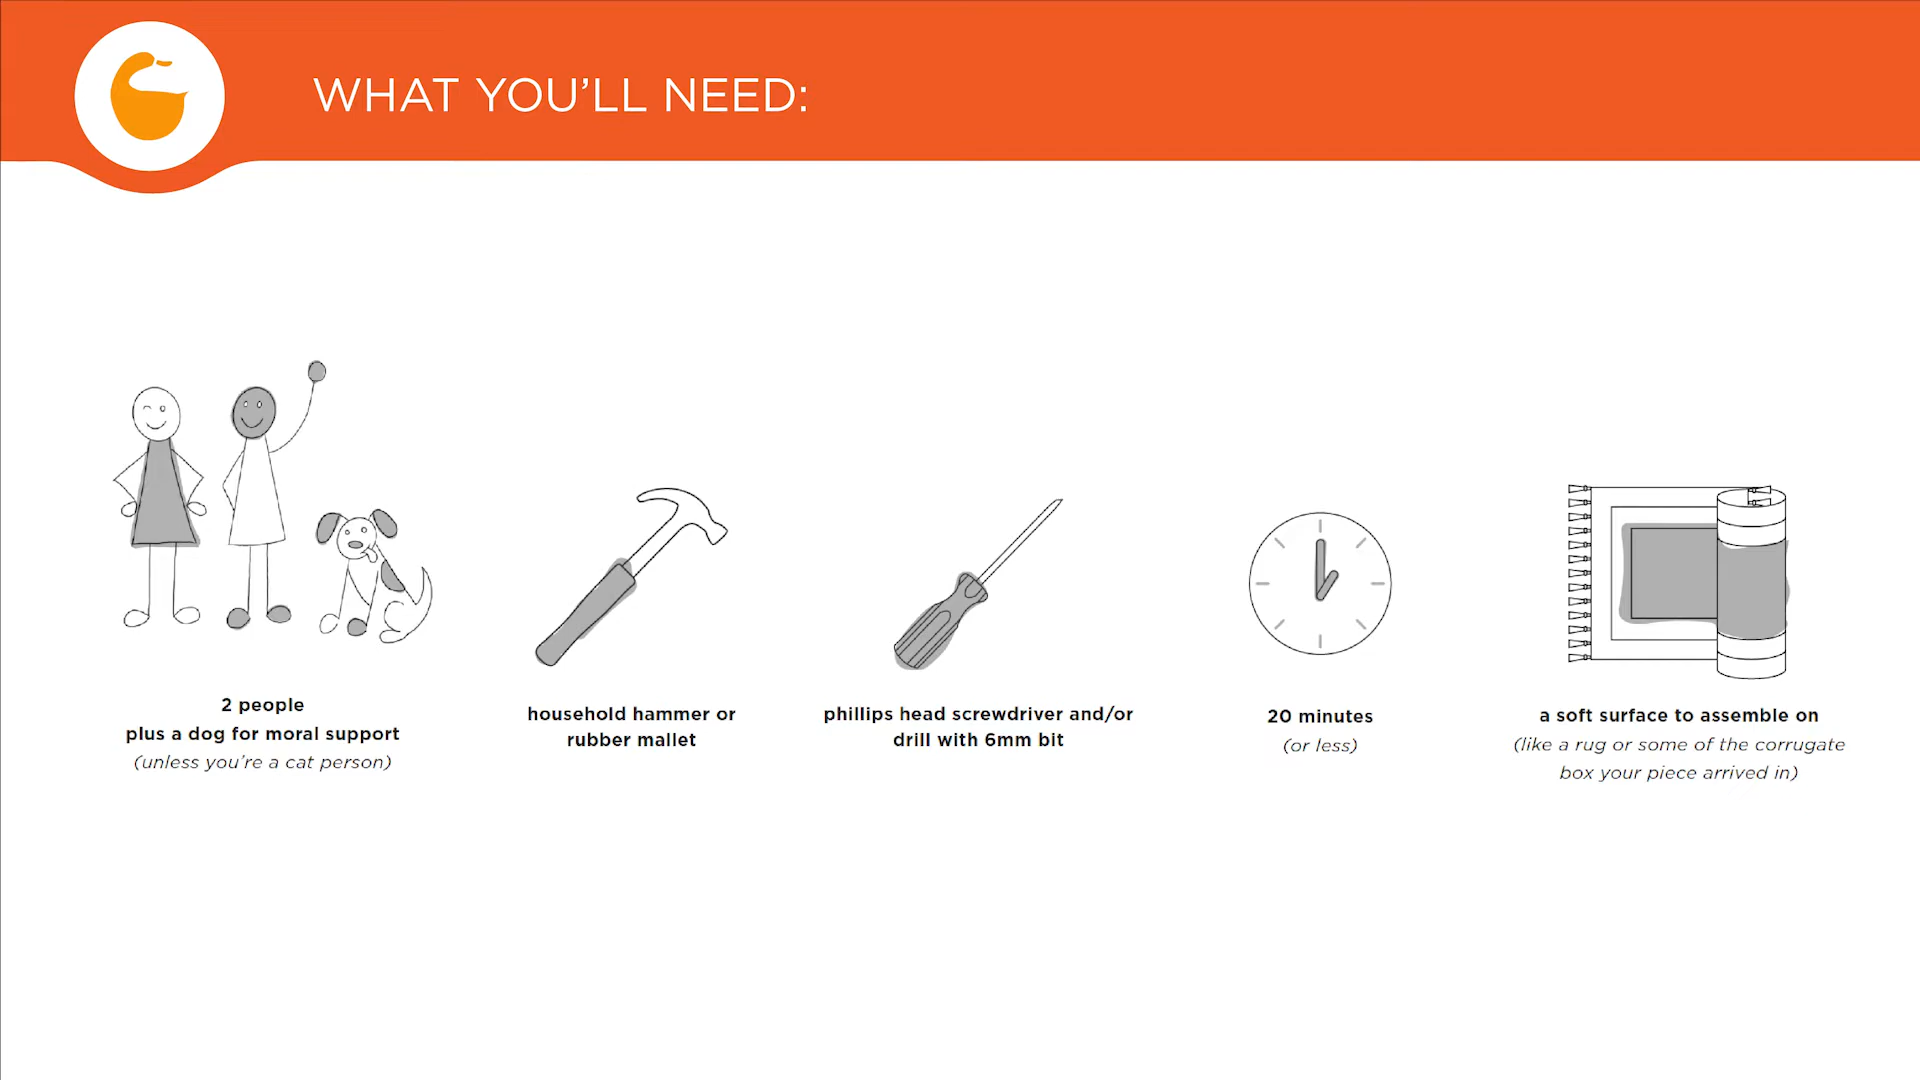 WHAT YOU'LL NEED:
2 people
plus a dog for moral support
(unless you're a cat person)
household hammer or
rubber mallet
phillips head screwdriver and/or
drill with 6mm bit
20 minutes
(or less)
a soft surface to assemble on
(like a rug or some of the corrugate
box your piece arrived in)